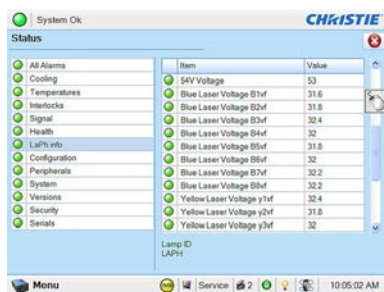 System Ok
CHRISTIE
Status
All Alarms
Cooling
Temperatures
Interlocks
Signal
Health
LaPh info
Configuration
Peripherals
System
Versions
Security
Serials
Item Value
54V Voltage 53
Blue Laser Voltage B1vf 31.6
Blue Laser Voltage B2vf 31.8
Blue Laser Voltage B3vf 32.4
Blue Laser Voltage B4vf 32
Blue Laser Voltage B5vf 31.8
Blue Laser Voltage B6vf 32
Blue Laser Voltage B7vf 32.2
Blue Laser Voltage B8vf 32.2
Yellow Laser Voltage y1vf 32.4
Yellow Laser Voltage y2vf 31.8
Yellow Laser Voltage y3vf 32
Lamp ID
LAPH
Menu Service 2 10:05:02 AM